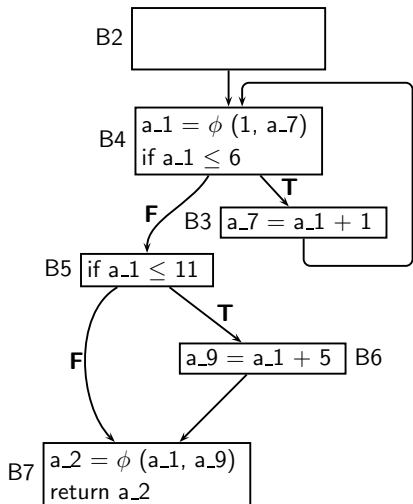 B2
B4
a_1 = ϕ (1, a_7)
if a_1 ≤ 6
T
F
B3
a_7 = a_1 + 1
B5
if a_1 ≤ 11
T
F
a_9 = a_1 + 5
B6
B7
a_2 = ϕ (a_1, a_9)
return a_2